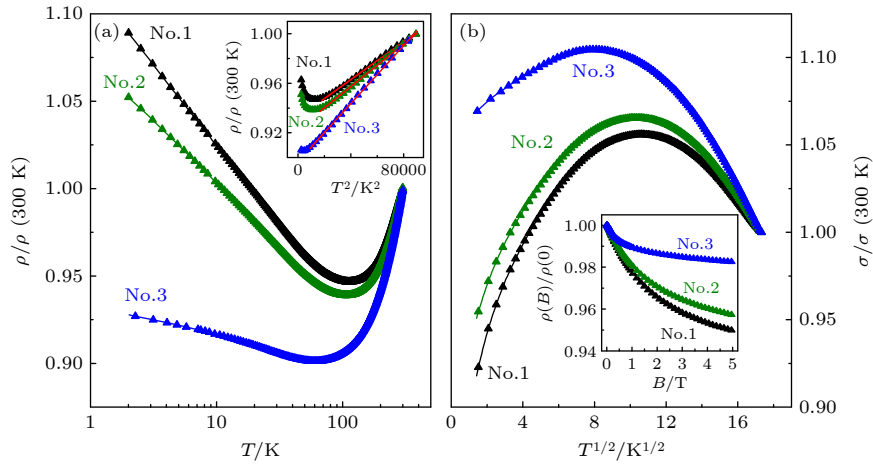 (a)
1.10
1.05
1.00
0.95
0.90
ρ/ρ (300 K)
No.1
No.2
No.3
1
10
100
T/K
1.00
0.96
0.92
ρ/ρ (300 K)
No.1
No.2
No.3
0
80000
T²/K²
(b)
No.3
No.2
No.1
0
4
8
12
16
T¹/²/K¹/²
1.10
1.05
1.00
0.95
0.90
σ/σ (300 K)
1.00
0.98
0.96
0.94
ρ(B)/ρ(0)
No.3
No.2
No.1
0 1 2 3 4 5
B/T